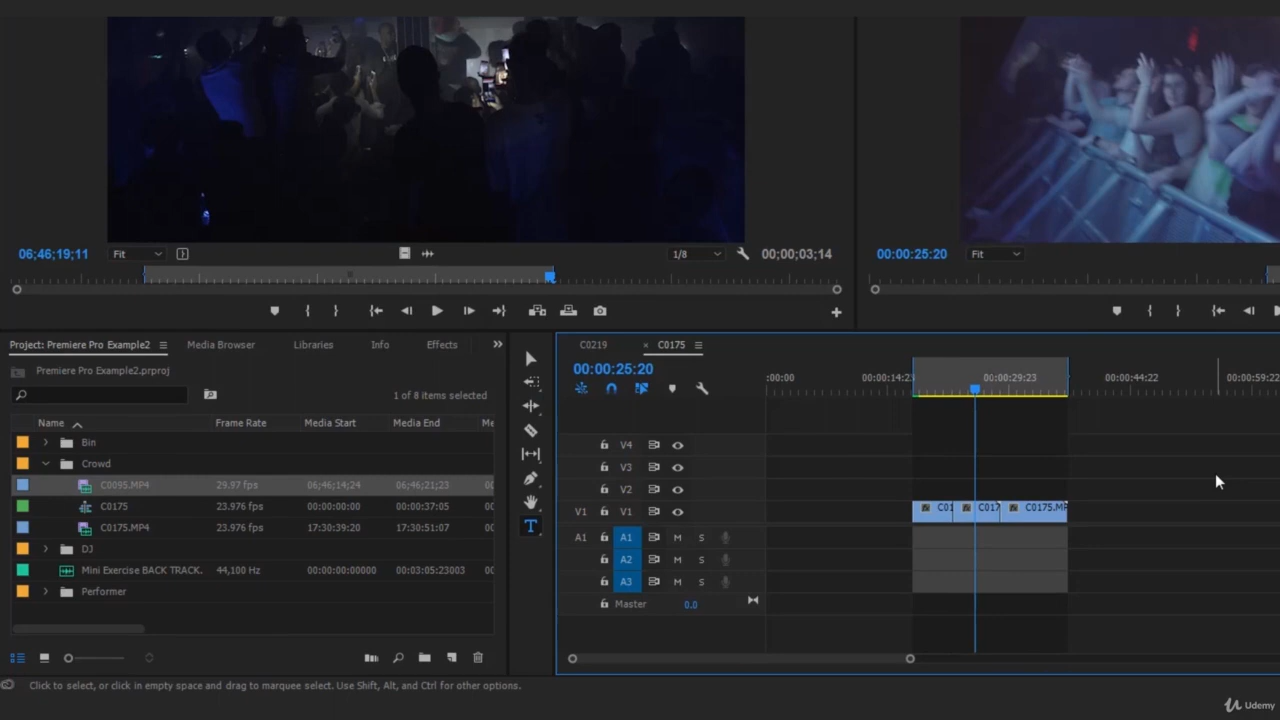 06;46;19;11 Fit 1/8 00;00;03;14
00:00:25:20 Fit
Project: Premiere Pro Example2 Media Browser Libraries Info Effects
Premiere Pro Example2.prproj
1 of 8 items selected
Name Frame Rate Media Start Media End Me
Bin
Crowd
C0095.MP4 29.97 fps 06;46;14;24 06;46;21;23 00
C0175 23.976 fps 00:00:00:00 00:00:37:05 00
C0175.MP4 23.976 fps 17:30:39:20 17:30:51:07 00
DJ
Mini Exercise BACK TRACK. 44,100 Hz 00:00:00:00000 00:03:05:23003 00
Performer
C0219 × C0175
00:00:25:20
:00:00 00:00:14:23 00:00:29:23 00:00:44:22 00:00:59:22
V4
V3
V2
V1 V1 C01 C017 C0175.MP
A1 A1 M S
A2 M S
A3 M S
Master 0.0
T
Click to select, or click in empty space and drag to marquee select. Use Shift, Alt, and Ctrl for other options.
Udemy